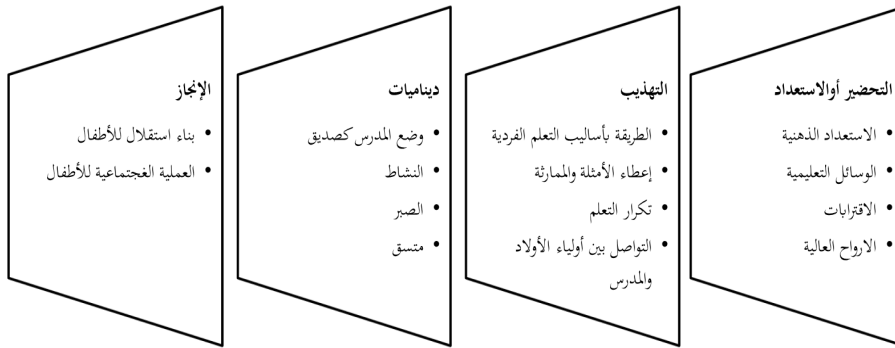 التحضير أوالاستعداد
• الاستعداد الذهنية
• الوسائل التعليمية
• الاقترابات
• الارواح العالية
التهذيب
• الطريقة بأساليب التعلم الفردية
• إعطاء الأمثلة والممارثة
• تكرار التعلم
• التواصل بين أولياء الأولاد
والمدرس
ديناميات
• وضع المدرس كصديق
• النشاط
• الصبر
• متسق
الإنجاز
• بناء استقلال للأطفال
• العملية الغجتماعية للأطفال